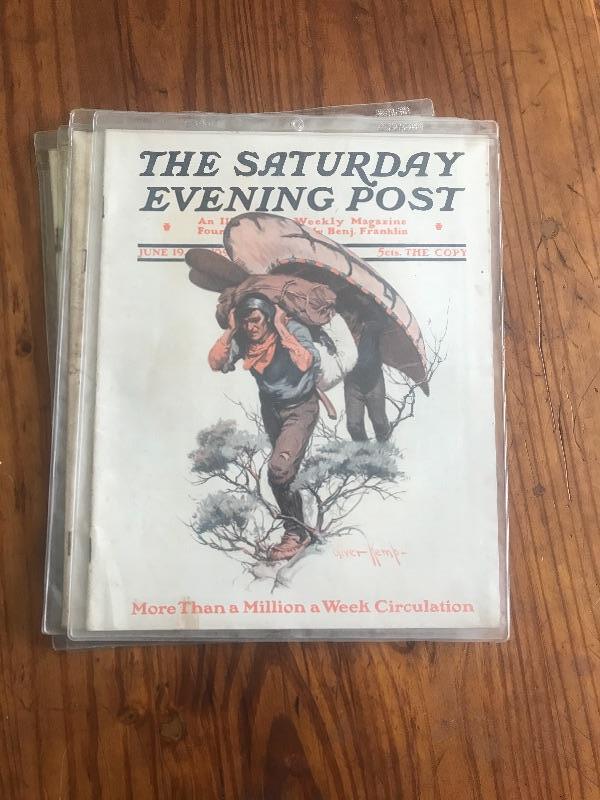 THE SATURDAY
EVENING POST
An Weekly Magazine
Benj. Franklin
JUNE 19 5cts. THE COPY
Oliver Kemp-
More Than a Million a Week Circulation